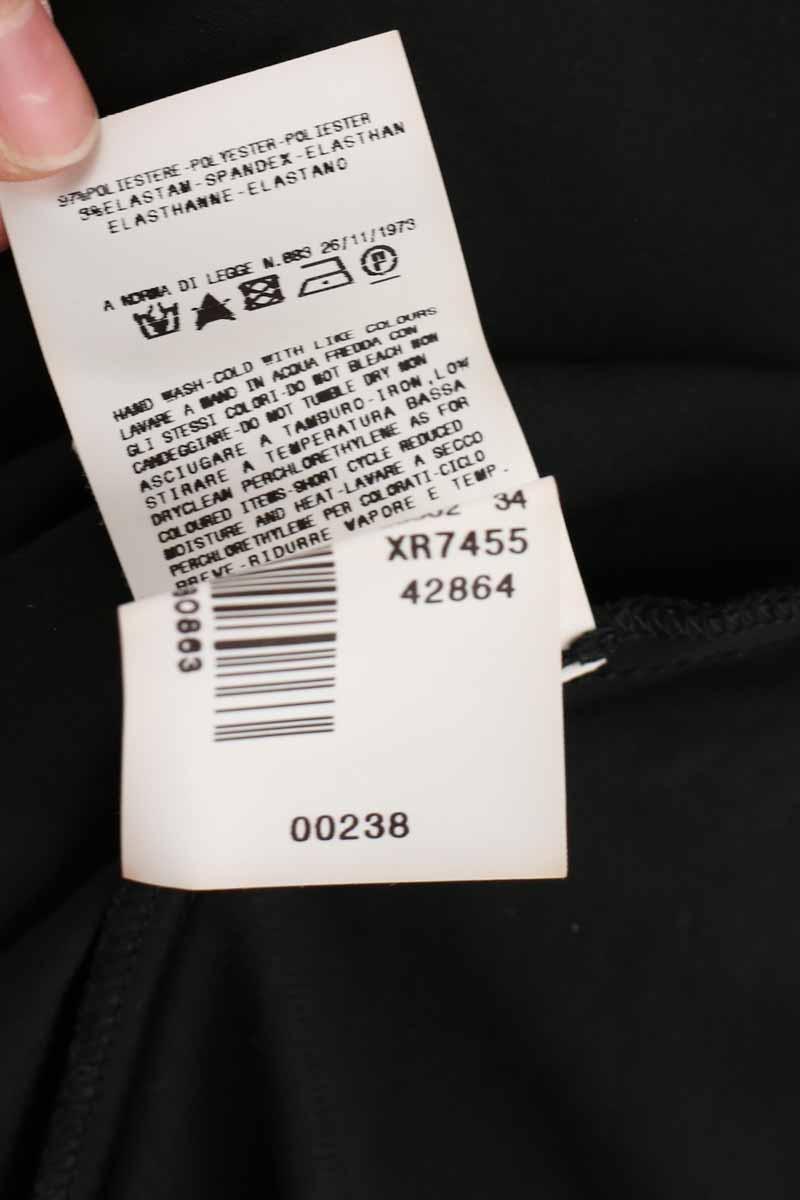 97%POLIESTERE-POLYESTER-POLIESTER
3%ELASTAM-SPANDEX-ELASTHAN
ELASTHANNE-ELASTANO
A NORMA DI LEGGE N.883 26/11/1973
HAND WASH-COLD WITH LIKE COLOURS
LAVARE A MANO IN ACQUA FREDDA CON
GLI STESSI COLORI-DO NOT BLEACH NON
CANDEGGIARE-DO NOT TUMBLE DRY NON
ASCIUGARE A TAMBURO-IRON,LOW
STIRARE A TEMPERATURA BASSA
DRYCLEAN PERCHLORETHYLENE AS FOR
COLOURED ITEMS-SHORT CYCLE REDUCED
MOISTURE AND HEAT-LAVARE A SECCO
PERCHLORETHYLENE PER COLORATI-CICLO
BREVE-RIDURRE VAPORE E TEMP.
34
XR7455
42864
00238